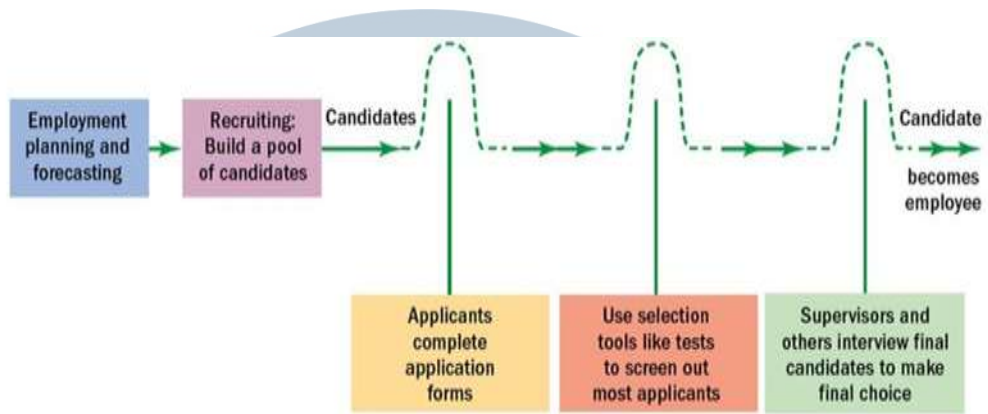 Employment
planning and
forecasting
Recruiting:
Build a pool
of candidates
Candidates
Candidate
becomes
employee
Applicants
complete
application
forms
Use selection
tools like tests
to screen out
most applicants
Supervisors and
others interview final
candidates to make
final choice